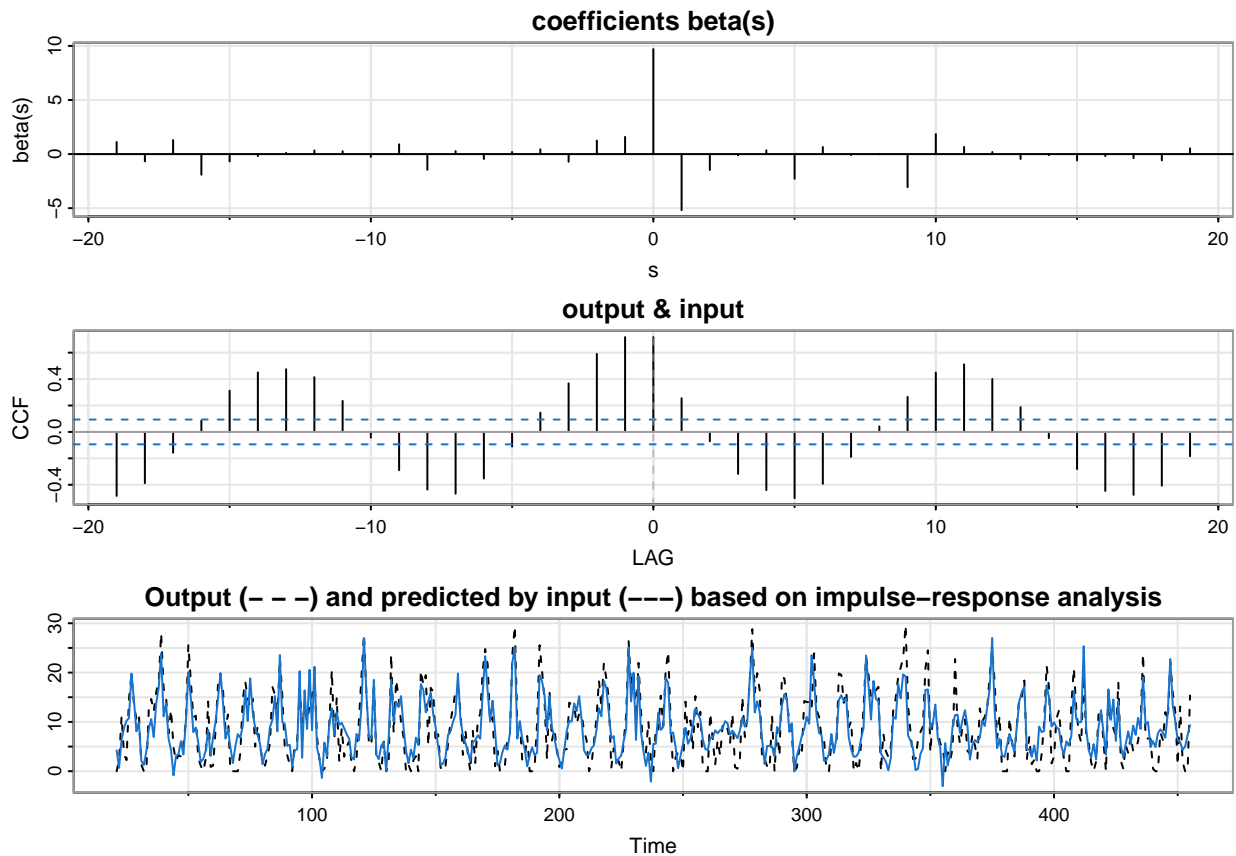 coefficients beta(s)
10
5
0
−5
beta(s)
−20 −10 0 10 20
s
output & input
0.4
0.0
−0.4
CCF
−20 −10 0 10 20
LAG
Output (− − −) and predicted by input (−−−) based on impulse−response analysis
30
20
10
0
100 200 300 400
Time